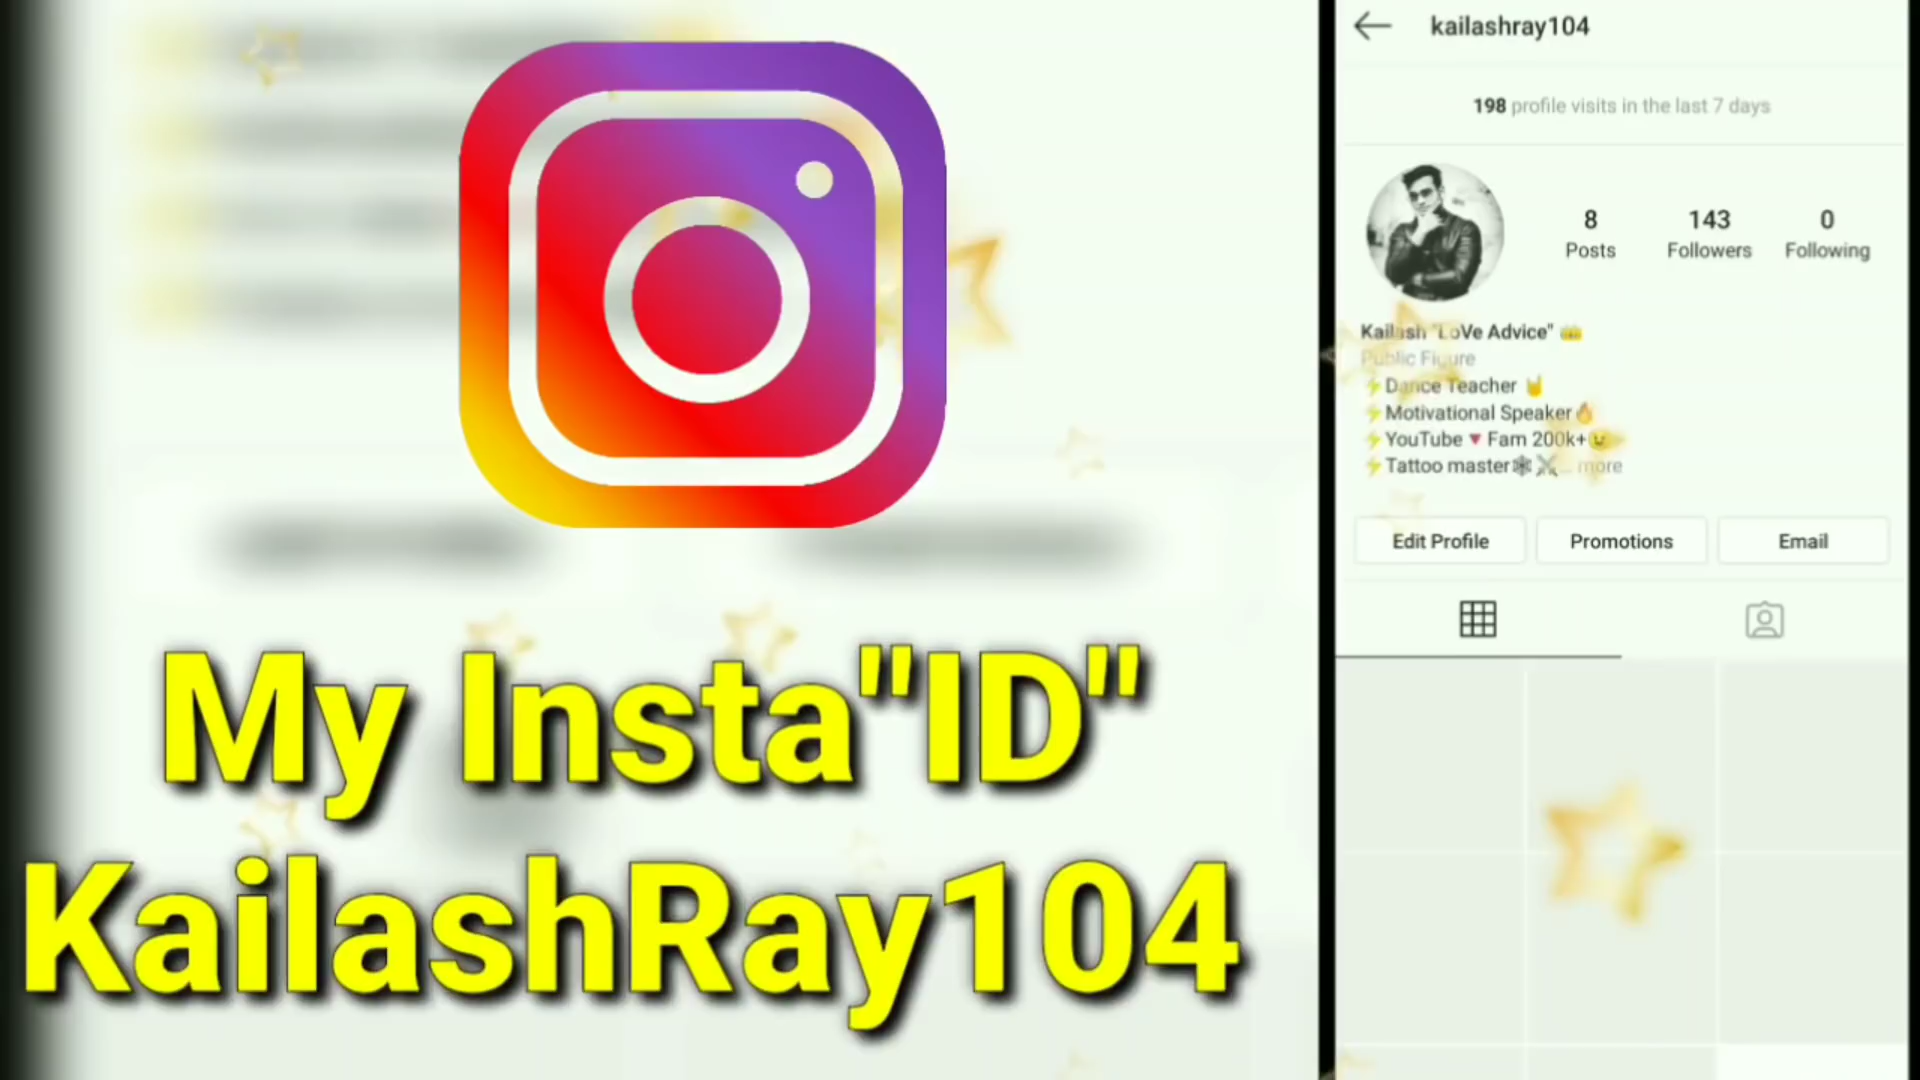 My Insta"ID"
KailashRay104
kailashray104
198 profile visits in the last 7 days
8 143 0
Posts Followers Following
Kailash "LoVe Advice" 👑
Public Figure
⚡Dance Teacher 🤘
⚡Motivational Speaker🔥
⚡YouTube🔻Fam 200k+
⚡Tattoo master🕸⚔... more
Edit Profile Promotions Email